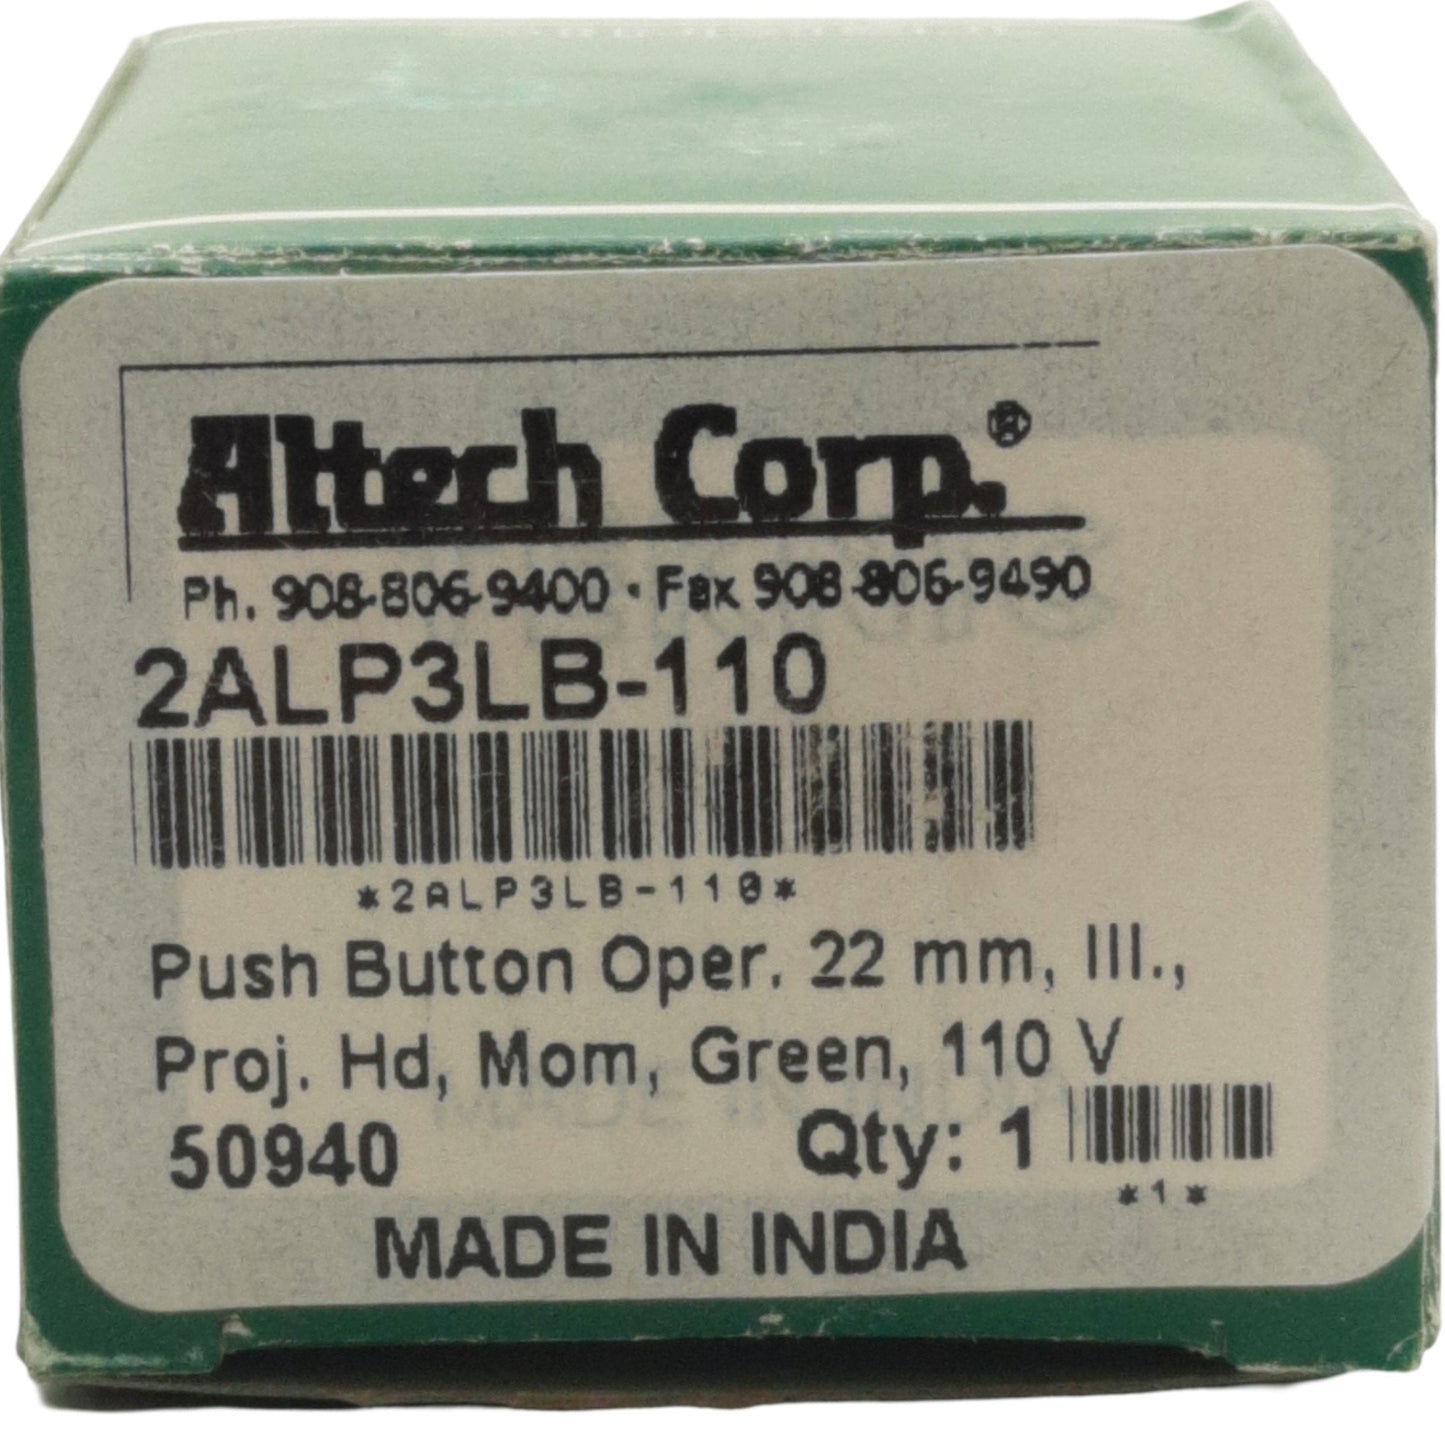 Altech Corp.®
Ph. 908-806-9400 · Fax 908-806-9490
2ALP3LB-110
*2ALP3LB-110*
Push Button Oper. 22 mm, Ill.,
Proj. Hd, Mom, Green, 110 V
50940 Qty: 1
*1*
MADE IN INDIA